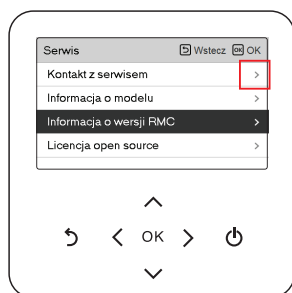 Serwis Wstecz OK OK
Kontakt z serwisem >
Informacja o modelu >
Informacja o wersji RMC >
Licencja open source >
OK